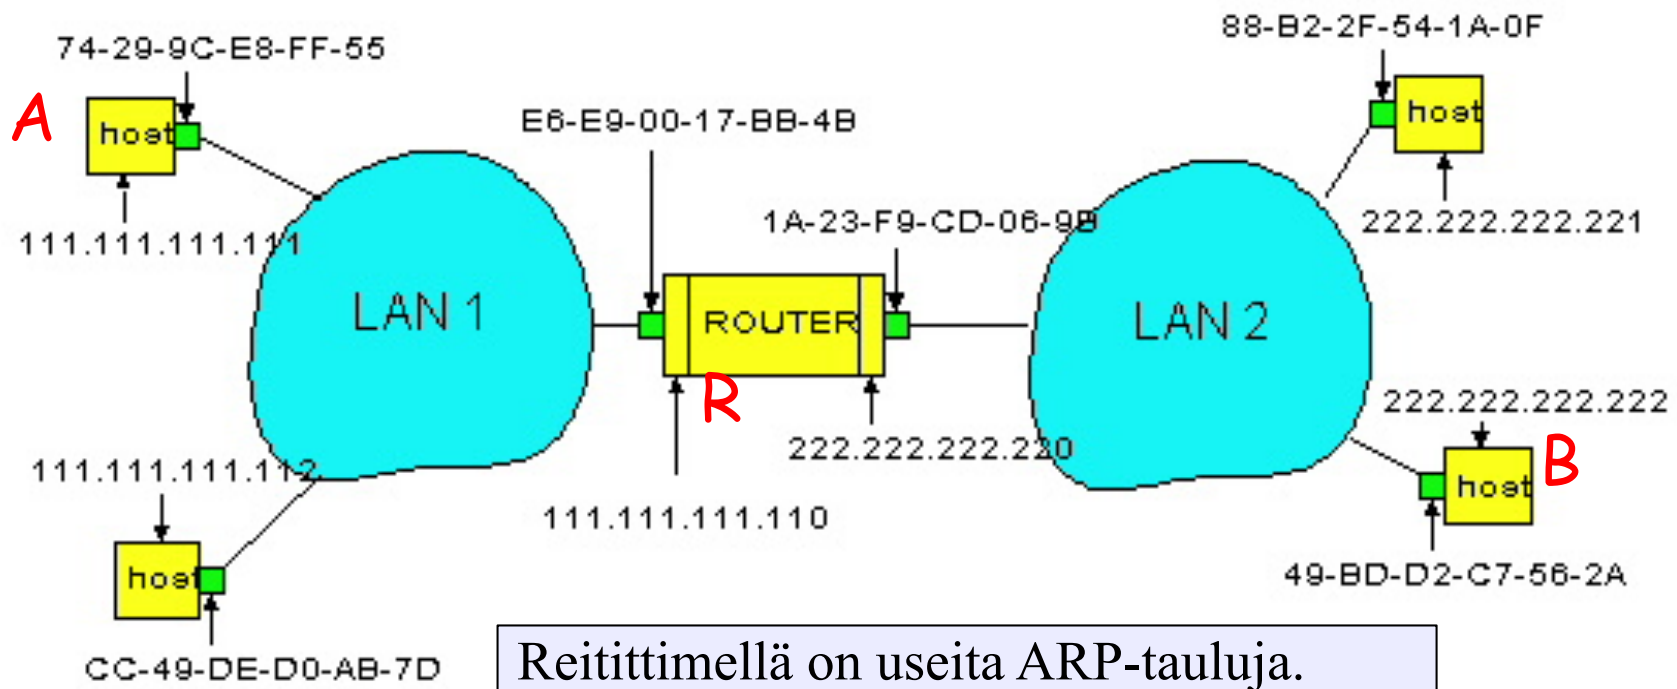 74-29-9C-E8-FF-55
88-B2-2F-54-1A-0F
A
host
E6-E9-00-17-BB-4B
host
111.111.111.111
1A-23-F9-CD-06-9B
222.222.222.221
LAN 1
ROUTER
LAN 2
R
222.222.222.222
111.111.111.112
222.222.222.220
host
B
111.111.111.110
host
49-BD-D2-C7-56-2A
CC-49-DE-D0-AB-7D
Reitittimellä on useita ARP-tauluja.